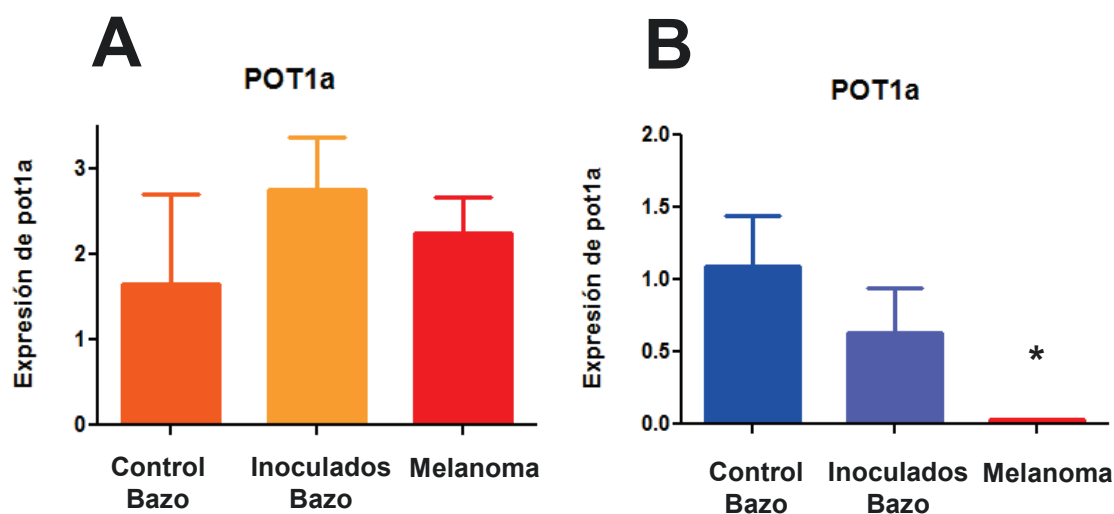 A
POT1a
Expresión de pot1a
3
2
1
0
Control
Bazo
Inoculados
Bazo
Melanoma
B
POT1a
Expresión de pot1a
2.0
1.5
1.0
0.5
0.0
*
Control
Bazo
Inoculados
Bazo
Melanoma